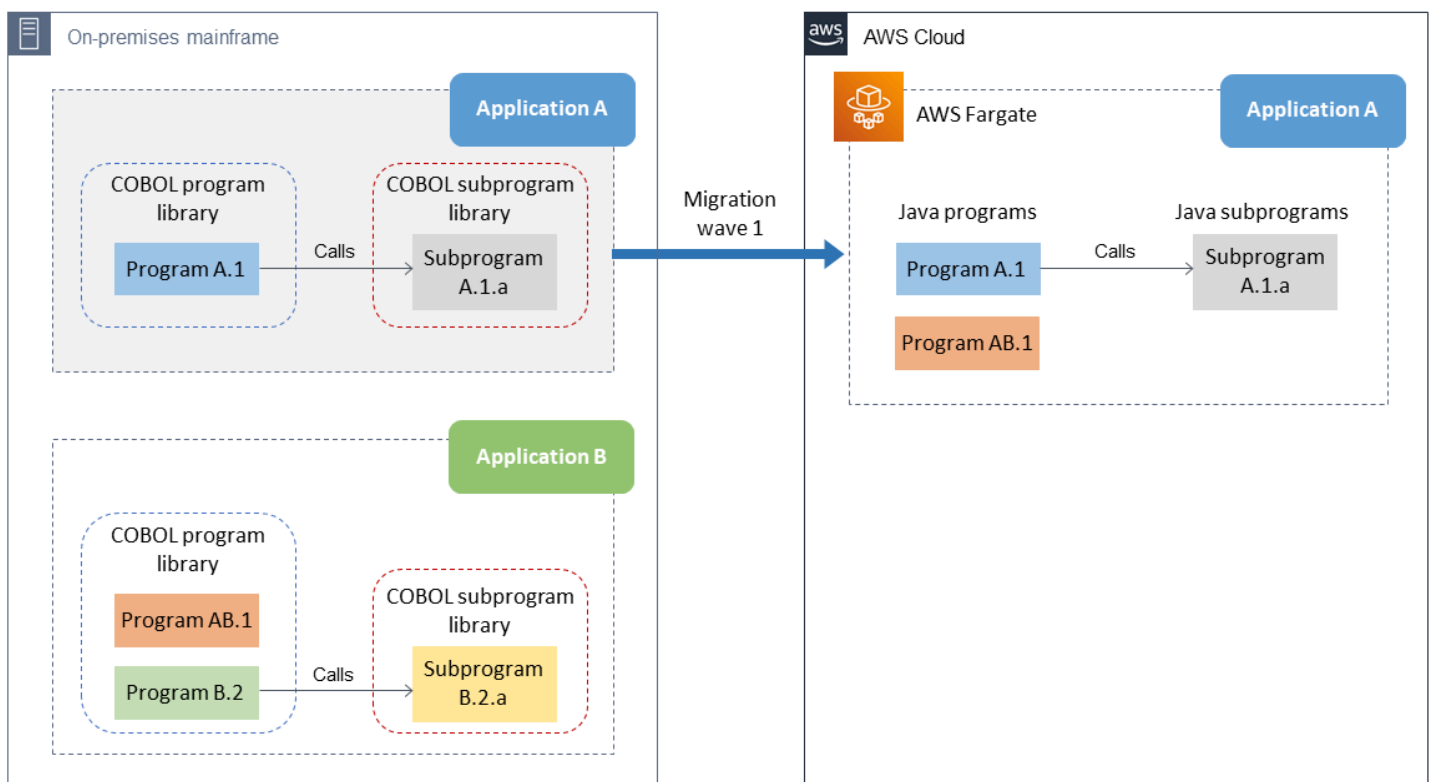 On-premises mainframe
Application A
COBOL program
library
Program A.1
Calls
COBOL subprogram
library
Subprogram
A.1.a
Application B
COBOL program
library
Program AB.1
Program B.2
Calls
COBOL subprogram
library
Subprogram
B.2.a
Migration
wave 1
aws
AWS Cloud
AWS Fargate
Application A
Java programs
Program A.1
Calls
Java subprograms
Subprogram
A.1.a
Program AB.1